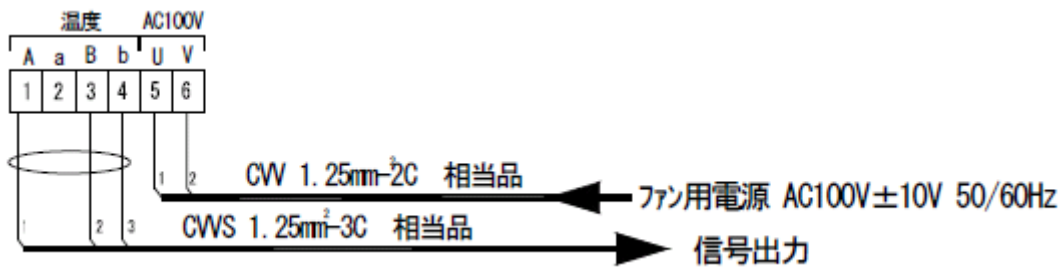 温度 AC100V
A a B b U V
1 2 3 4 5 6
1 2 CVV 1.25mm²-2C 相当品
ファン用電源 AC100V±10V 50/60Hz
1 2 3 CVVS 1.25mm²-3C 相当品
信号出力